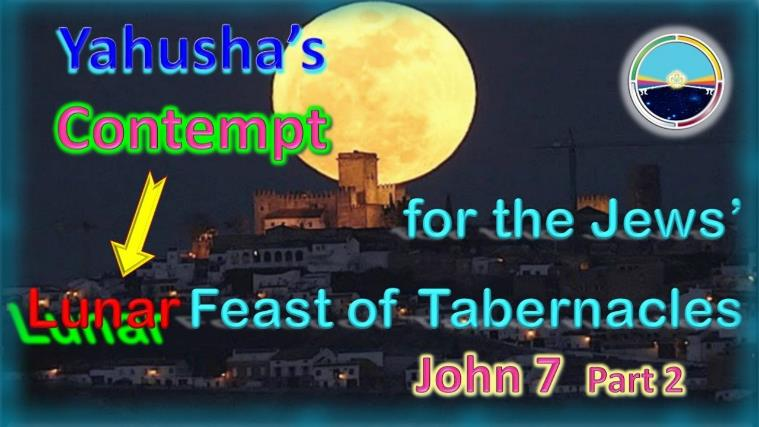 Yahusha's
Contempt
for the Jews'
Lunar Feast of Tabernacles
John 7 Part 2